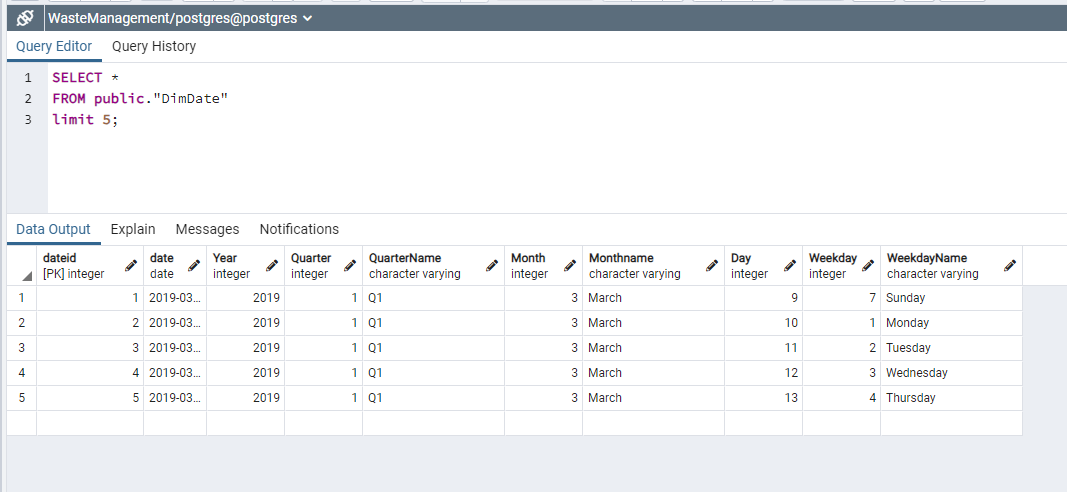 WasteManagement/postgres@postgres
Query Editor Query History
1 SELECT *
2 FROM public."DimDate"
3 limit 5;
Data Output Explain Messages Notifications
dateid date Year Quarter QuarterName Month Monthname Day Weekday WeekdayName
[PK] integer date integer integer character varying integer character varying integer integer character varying
1 1 2019-03... 2019 1 Q1 3 March 9 7 Sunday
2 2 2019-03... 2019 1 Q1 3 March 10 1 Monday
3 3 2019-03... 2019 1 Q1 3 March 11 2 Tuesday
4 4 2019-03... 2019 1 Q1 3 March 12 3 Wednesday
5 5 2019-03... 2019 1 Q1 3 March 13 4 Thursday